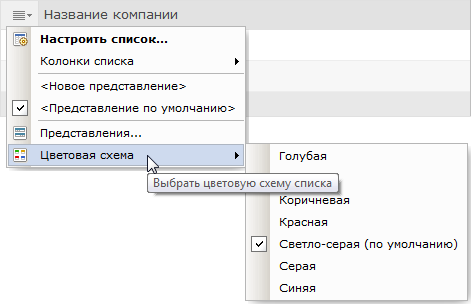 Название компании
Настроить список...
Колонки списка
<Новое представление>
<Представление по умолчанию>
Представления...
Цветовая схема
Голубая
Выбрать цветовую схему списка
Коричневая
Красная
Светло-серая (по умолчанию)
Серая
Синяя